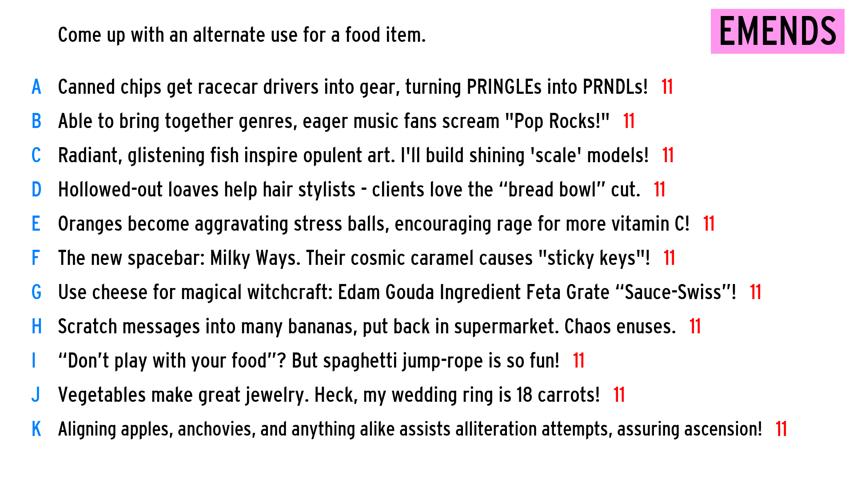 Come up with an alternate use for a food item.
EMENDS
A Canned chips get racecar drivers into gear, turning PRINGLEs into PRNDLs! 11
B Able to bring together genres, eager music fans scream "Pop Rocks!" 11
C Radiant, glistening fish inspire opulent art. I'll build shining 'scale' models! 11
D Hollowed-out loaves help hair stylists - clients love the “bread bowl” cut. 11
E Oranges become aggravating stress balls, encouraging rage for more vitamin C! 11
F The new spacebar: Milky Ways. Their cosmic caramel causes "sticky keys"! 11
G Use cheese for magical witchcraft: Edam Gouda Ingredient Feta Grate “Sauce-Swiss”! 11
H Scratch messages into many bananas, put back in supermarket. Chaos enuses. 11
I “Don’t play with your food”? But spaghetti jump-rope is so fun! 11
J Vegetables make great jewelry. Heck, my wedding ring is 18 carrots! 11
K Aligning apples, anchovies, and anything alike assists alliteration attempts, assuring ascension! 11